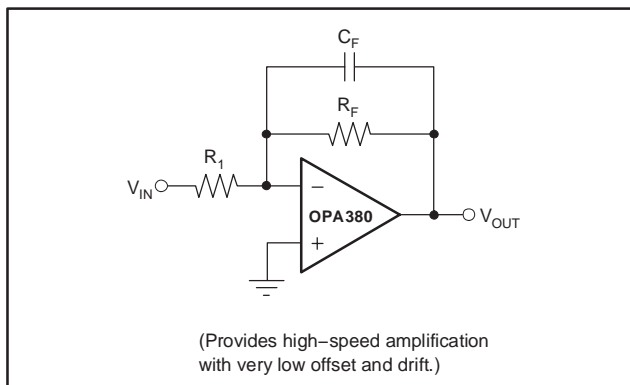 C_F
R_F
R_1
V_IN
−
OPA380
+
V_OUT
(Provides high−speed amplification
with very low offset and drift.)